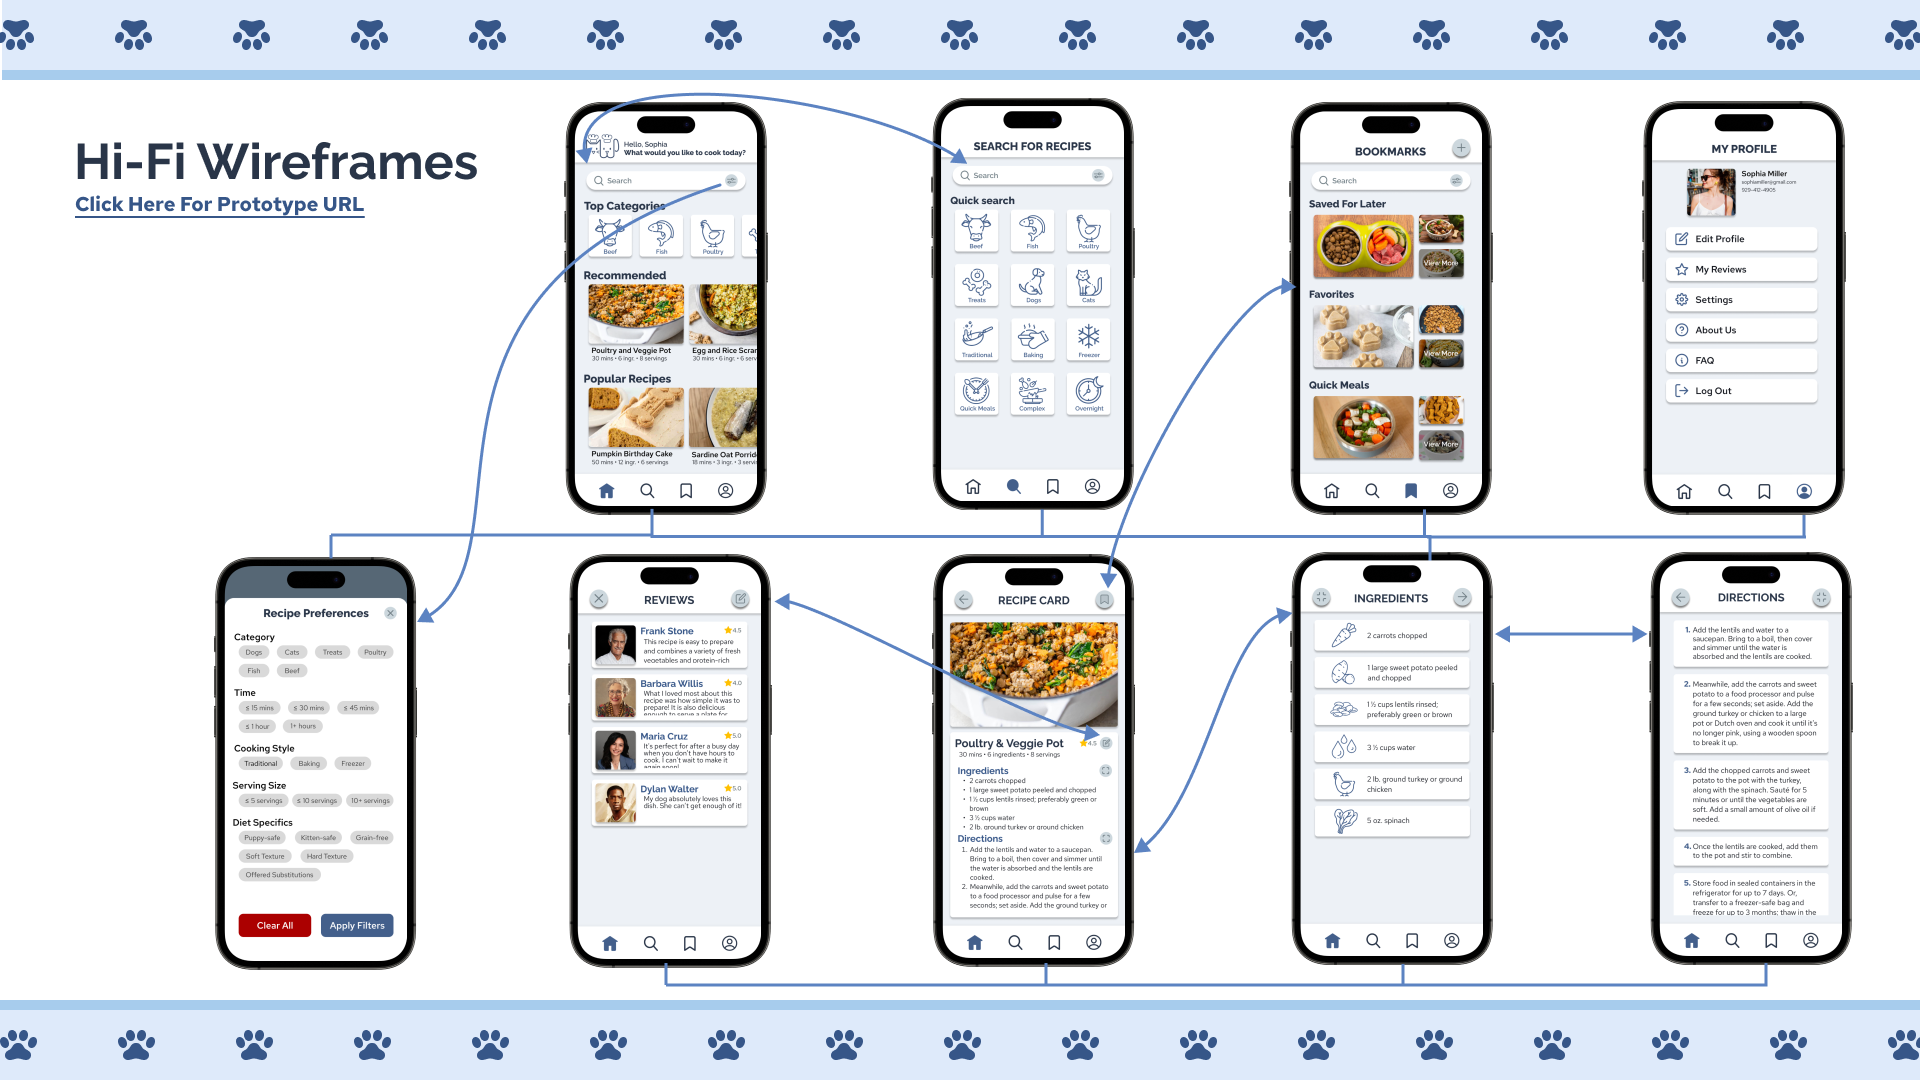 Hi-Fi Wireframes
Click Here For Prototype URL
Hello, Sophia
What would you like to cook today?
Search
Top Categories
Beef
Fish
Poultry
Recommended
Poultry and Veggie Pot
30 mins • 6 ingr. • 8 servings
Egg and Rice Scram
30 mins • 6 ingr. • 6 serv
Popular Recipes
Pumpkin Birthday Cake
50 mins • 12 ingr. • 6 servings
Sardine Oat Porrid
18 mins • 3 ingr. • 3 servi
SEARCH FOR RECIPES
Search
Quick search
Beef
Fish
Poultry
Treats
Dogs
Cats
Traditional
Baking
Freezer
Quick Meals
Complex
Overnight
BOOKMARKS
Search
Saved For Later
View More
Favorites
View More
Quick Meals
View More
MY PROFILE
Sophia Miller
sophiamiller@gmail.com
929-412-4905
Edit Profile
My Reviews
Settings
About Us
FAQ
Log Out
Recipe Preferences
Category
Dogs
Cats
Treats
Poultry
Fish
Beef
Time
≤ 15 mins
≤ 30 mins
≤ 45 mins
≤ 1 hour
1+ hours
Cooking Style
Traditional
Baking
Freezer
Serving Size
≤ 5 servings
≤ 10 servings
10+ servings
Diet Specifics
Puppy-safe
Kitten-safe
Grain-free
Soft Texture
Hard Texture
Offered Substitutions
Clear All
Apply Filters
REVIEWS
Frank Stone
4.5
This recipe is easy to prepare
and combines a variety of fresh
vegetables and protein-rich
Barbara Willis
4.0
What I loved most about this
recipe was how simple it was to
prepare! It is also delicious
enough to serve a plate for
Maria Cruz
5.0
It's perfect for after a busy day
when you don't have hours to
cook. I can't wait to make it
again soon!
Dylan Walter
5.0
My dog absolutely loves this
dish. She can't get enough of it!
RECIPE CARD
Poultry & Veggie Pot
4.5
30 mins • 6 ingredients • 8 servings
Ingredients
• 2 carrots chopped
• 1 large sweet potato peeled and chopped
• 1 ½ cups lentils rinsed; preferably green or
brown
• 3 ½ cups water
• 2 lb. ground turkey or ground chicken
Directions
1. Add the lentils and water to a saucepan.
Bring to a boil, then cover and simmer until
the water is absorbed and the lentils are
cooked.
2. Meanwhile, add the carrots and sweet potato
to a food processor and pulse for a few
seconds; set aside. Add the ground turkey or
INGREDIENTS
2 carrots chopped
1 large sweet potato peeled
and chopped
1 ½ cups lentils rinsed;
preferably green or brown
3 ½ cups water
2 lb. ground turkey or ground
chicken
5 oz. spinach
DIRECTIONS
1. Add the lentils and water to a
saucepan. Bring to a boil, then cover
and simmer until the water is
absorbed and the lentils are cooked.
2. Meanwhile, add the carrots and sweet
potato to a food processor and pulse
for a few seconds; set aside. Add the
ground turkey or chicken to a large
pot or Dutch oven and cook it until it's
no longer pink, using a wooden spoon
to break it up.
3. Add the chopped carrots and sweet
potato to the pot with the turkey,
along with the spinach. Sauté for 5
minutes or until the vegetables are
soft. Add a small amount of olive oil if
needed.
4. Once the lentils are cooked, add them
to the pot and stir to combine.
5. Store food in sealed containers in the
refrigerator for up to 7 days. Or,
transfer to a freezer-safe bag and
freeze for up to 3 months; thaw in the